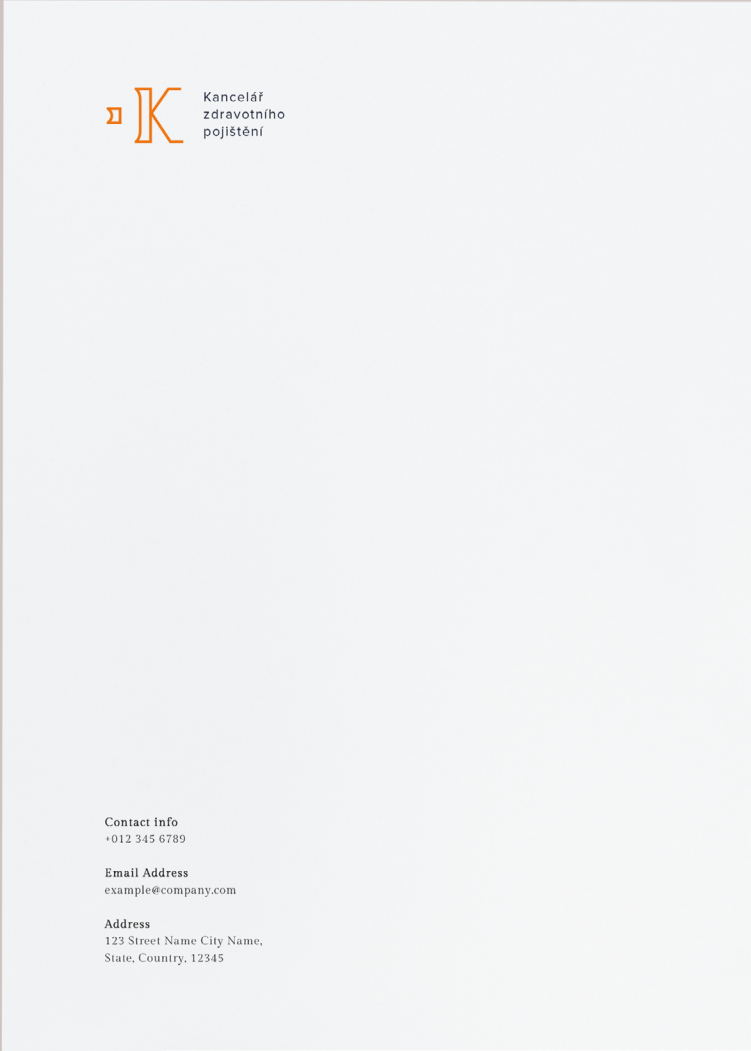 K
Kancelář
zdravotního
pojištění
Contact info
+012 345 6789
Email Address
example@company.com
Address
123 Street Name City Name,
State, Country, 12345